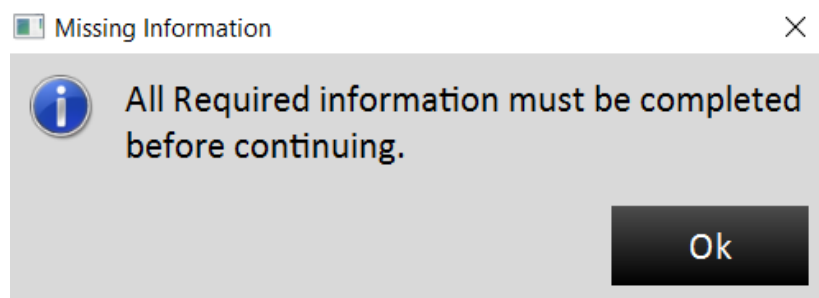 Missing Information
All Required information must be completed
before continuing.
Ok